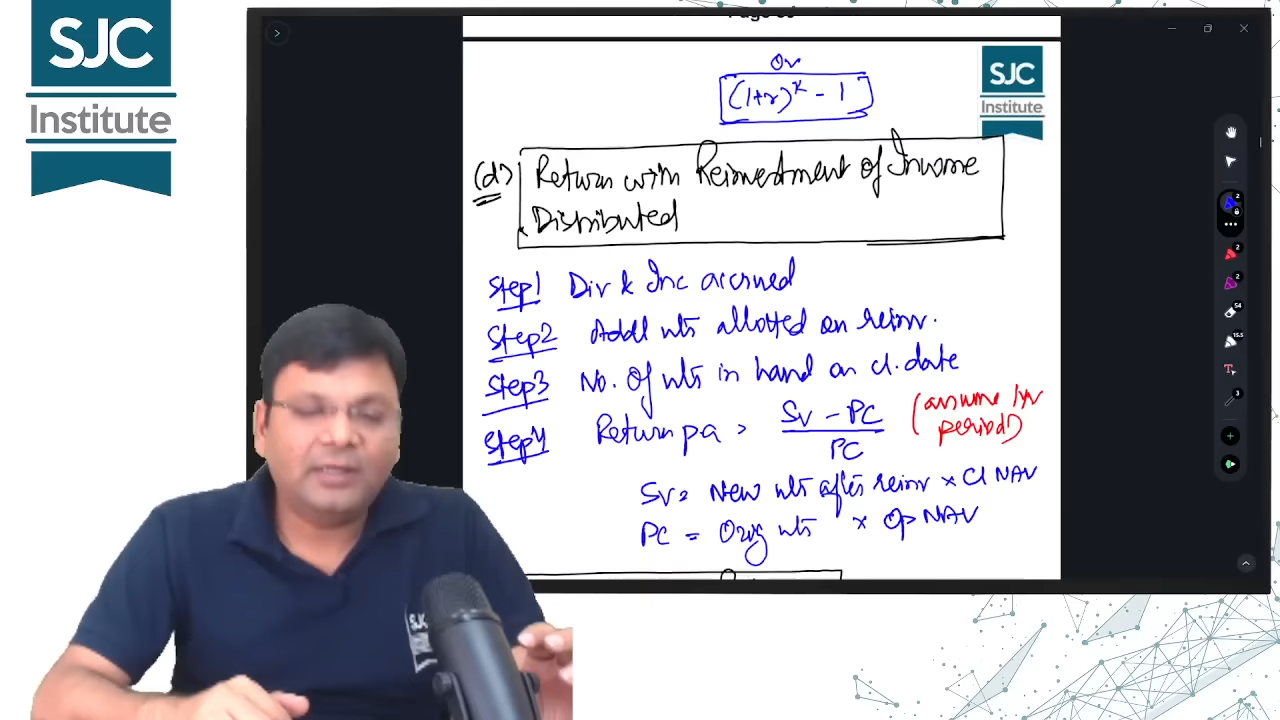 SJC
Institute
Or
(1+r)^x - 1
SJC
Institute
(d) Return with Reinvestment of Income
Distributed
Step1 Div & Inc accrued
Step2 Addl uts allotted on reinv.
Step3 No. of uts in hand on cl. date
Step4 Return pa = SV - PC / PC (assume 1yr period)
SV = New uts after reinv × Cl NAV
PC = Orig uts × Op NAV
SJC